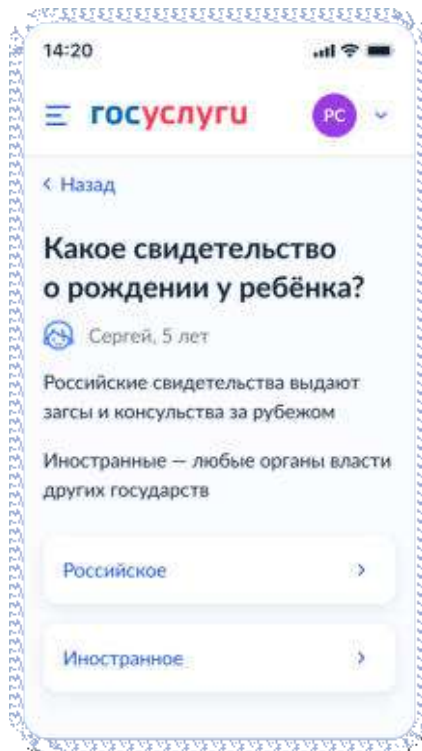 14:20
госуслуги
РС
Назад
Какое свидетельство
о рождении у ребёнка?
Сергей, 5 лет
Российские свидетельства выдают
загсы и консульства за рубежом
Иностранные — любые органы власти
других государств
Российское
Иностранное